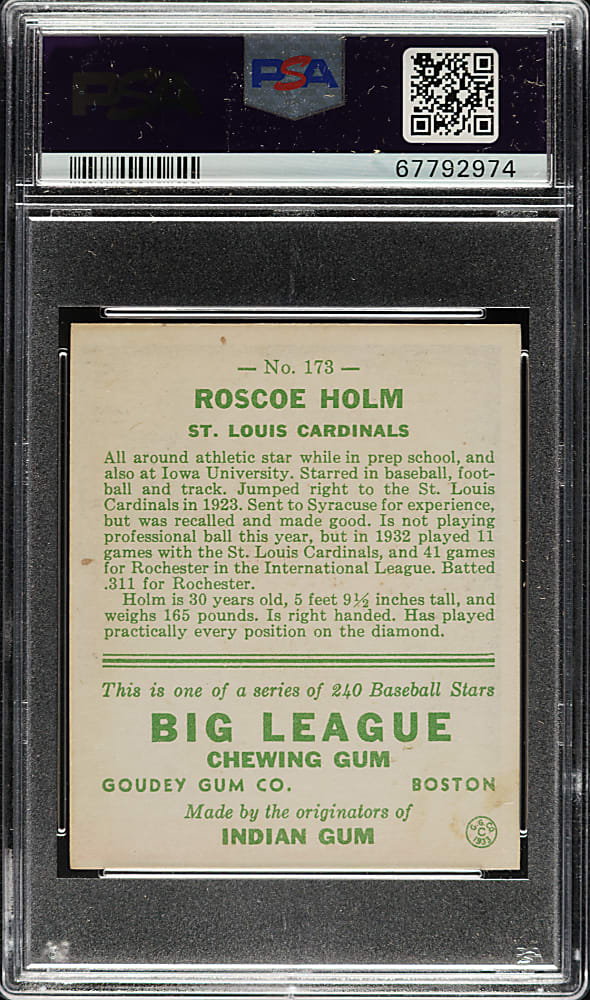 PSA
PSA
67792974
— No. 173 —
ROSCOE HOLM
ST. LOUIS CARDINALS
All around athletic star while in prep school, and
also at Iowa University. Starred in baseball, foot-
ball and track. Jumped right to the St. Louis
Cardinals in 1923. Sent to Syracuse for experience,
but was recalled and made good. Is not playing
professional ball this year, but in 1932 played 11
games with the St. Louis Cardinals, and 41 games
for Rochester in the International League. Batted
.311 for Rochester.
Holm is 30 years old, 5 feet 9½ inches tall, and
weighs 165 pounds. Is right handed. Has played
practically every position on the diamond.
This is one of a series of 240 Baseball Stars
BIG LEAGUE
CHEWING GUM
GOUDEY GUM CO. BOSTON
Made by the originators of
INDIAN GUM
G.G.CO.
C
1933